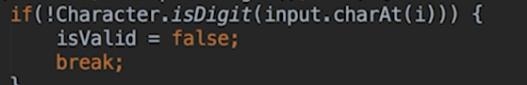 if(!Character.isDigit(input.charAt(i))) {
isValid = false;
break;
}